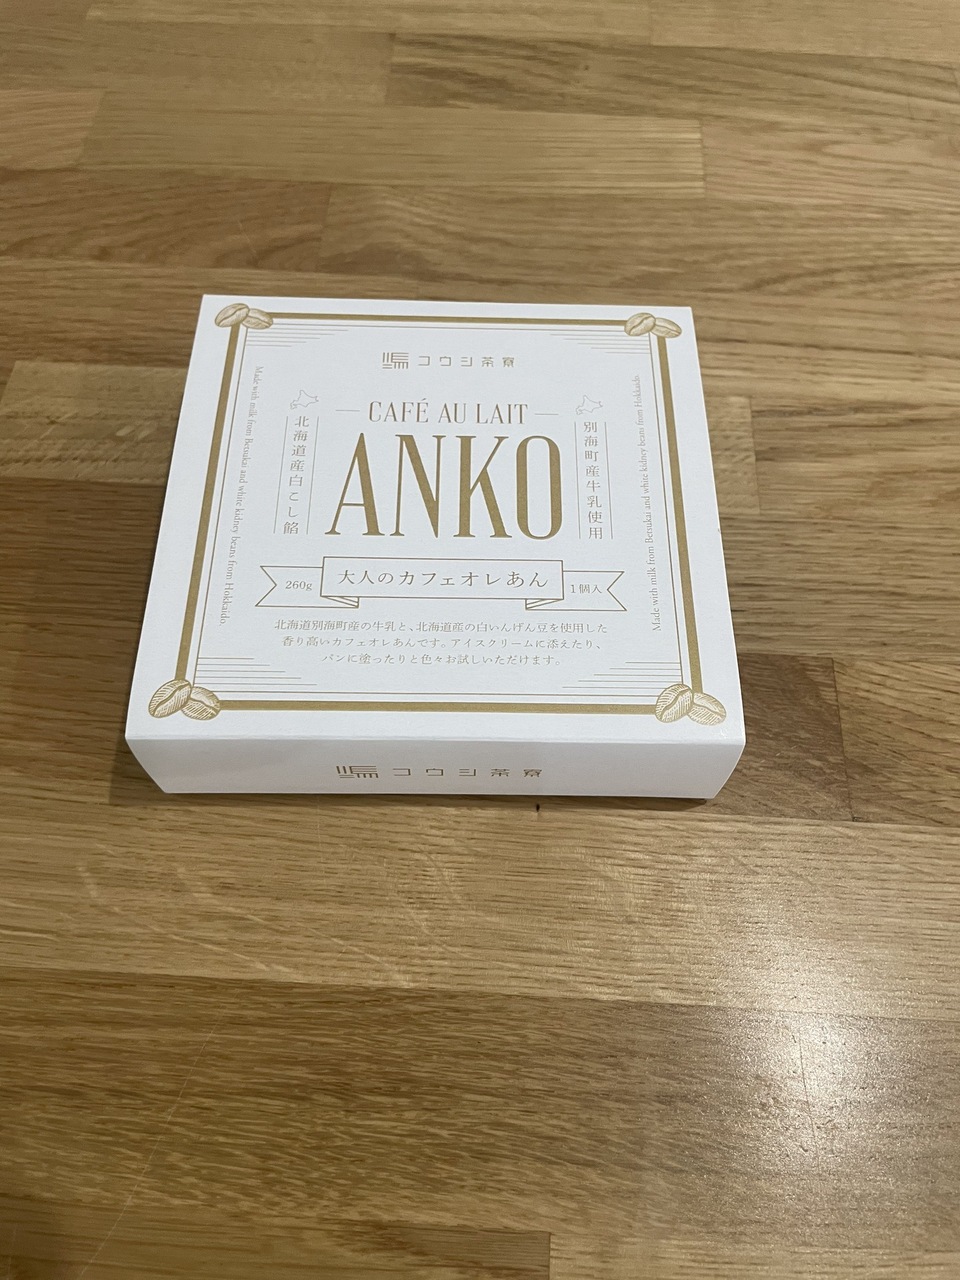 コウシ茶寮
CAFÉ AU LAIT
ANKO
北海道産白こし餡
別海町産牛乳使用
Made with milk from Betsukai and white kidney beans from Hokkaido.
Made with milk from Betsukai and white kidney beans from Hokkaido.
260g
大人のカフェオレあん
1個入
北海道別海町産の牛乳と、北海道産の白いんげん豆を使用した
香り高いカフェオレあんです。アイスクリームに添えたり、
パンに塗ったりと色々お試しいただけます。
コウシ茶寮